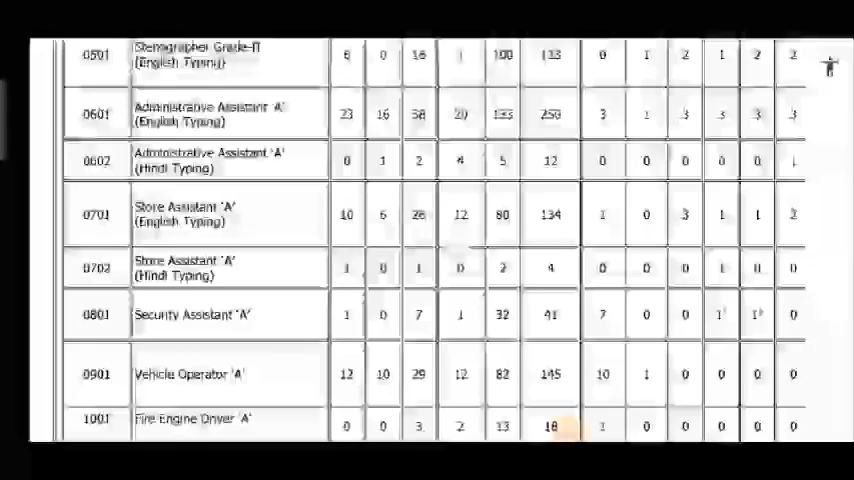 0501 Stenographer Grade-II (English Typing) 6 0 16 1 100 133 0 1 2 1 2 2
0601 Administrative Assistant 'A' (English Typing) 23 16 58 20 133 250 3 1 3 3 3 3
0602 Administrative Assistant 'A' (Hindi Typing) 0 1 2 4 5 12 0 0 0 0 0 1
0701 Store Assistant 'A' (English Typing) 10 6 26 12 80 134 1 0 3 1 1 2
0702 Store Assistant 'A' (Hindi Typing) 1 0 1 0 2 4 0 0 0 1 0 0
0801 Security Assistant 'A' 1 0 7 1 32 41 7 0 0 1 1 0
0901 Vehicle Operator 'A' 12 10 29 12 82 145 10 1 0 0 0 0
1001 Fire Engine Driver 'A' 0 0 3 2 13 18 1 0 0 0 0 0